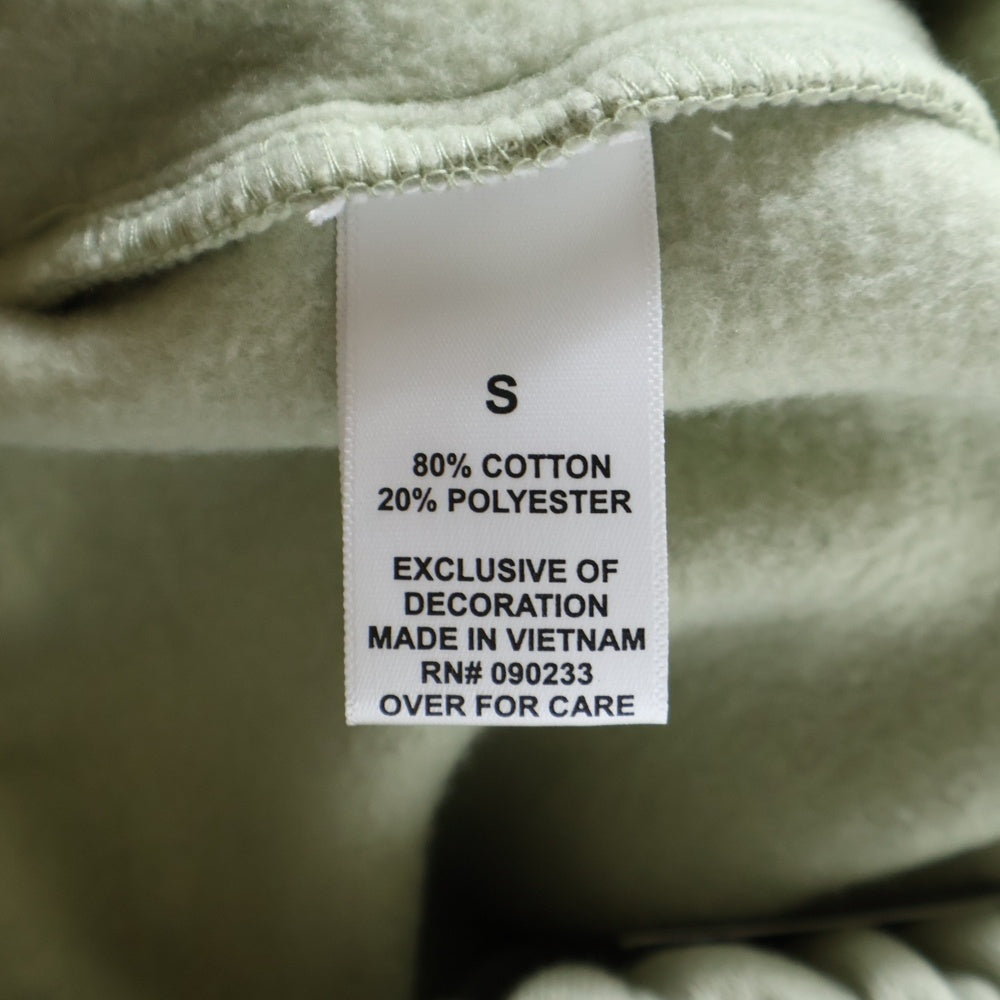 S
80% COTTON
20% POLYESTER
EXCLUSIVE OF
DECORATION
MADE IN VIETNAM
RN# 090233
OVER FOR CARE